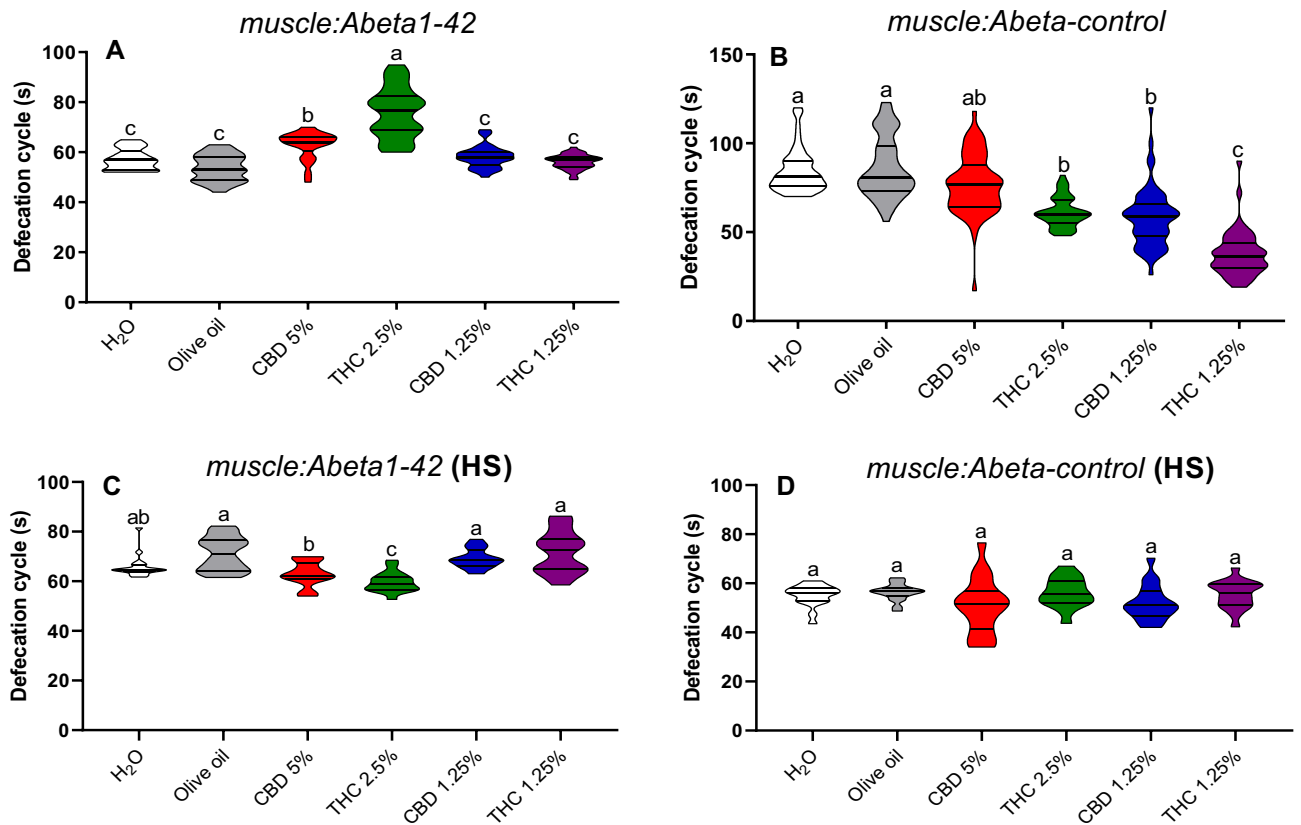 muscle:Abeta1-42
A
Defecation cycle (s)
100
80
60
40
20
0
c
c
b
a
c
c
H₂O
Olive oil
CBD 5%
THC 2.5%
CBD 1.25%
THC 1.25%
muscle:Abeta-control
B
Defecation cycle (s)
150
100
50
0
a
a
ab
b
b
c
H₂O
Olive oil
CBD 5%
THC 2.5%
CBD 1.25%
THC 1.25%
muscle:Abeta1-42 (HS)
C
Defecation cycle (s)
100
80
60
40
20
0
ab
a
b
c
a
a
H₂O
Olive oil
CBD 5%
THC 2.5%
CBD 1.25%
THC 1.25%
muscle:Abeta-control (HS)
D
Defecation cycle (s)
100
80
60
40
20
0
a
a
a
a
a
a
H₂O
Olive oil
CBD 5%
THC 2.5%
CBD 1.25%
THC 1.25%